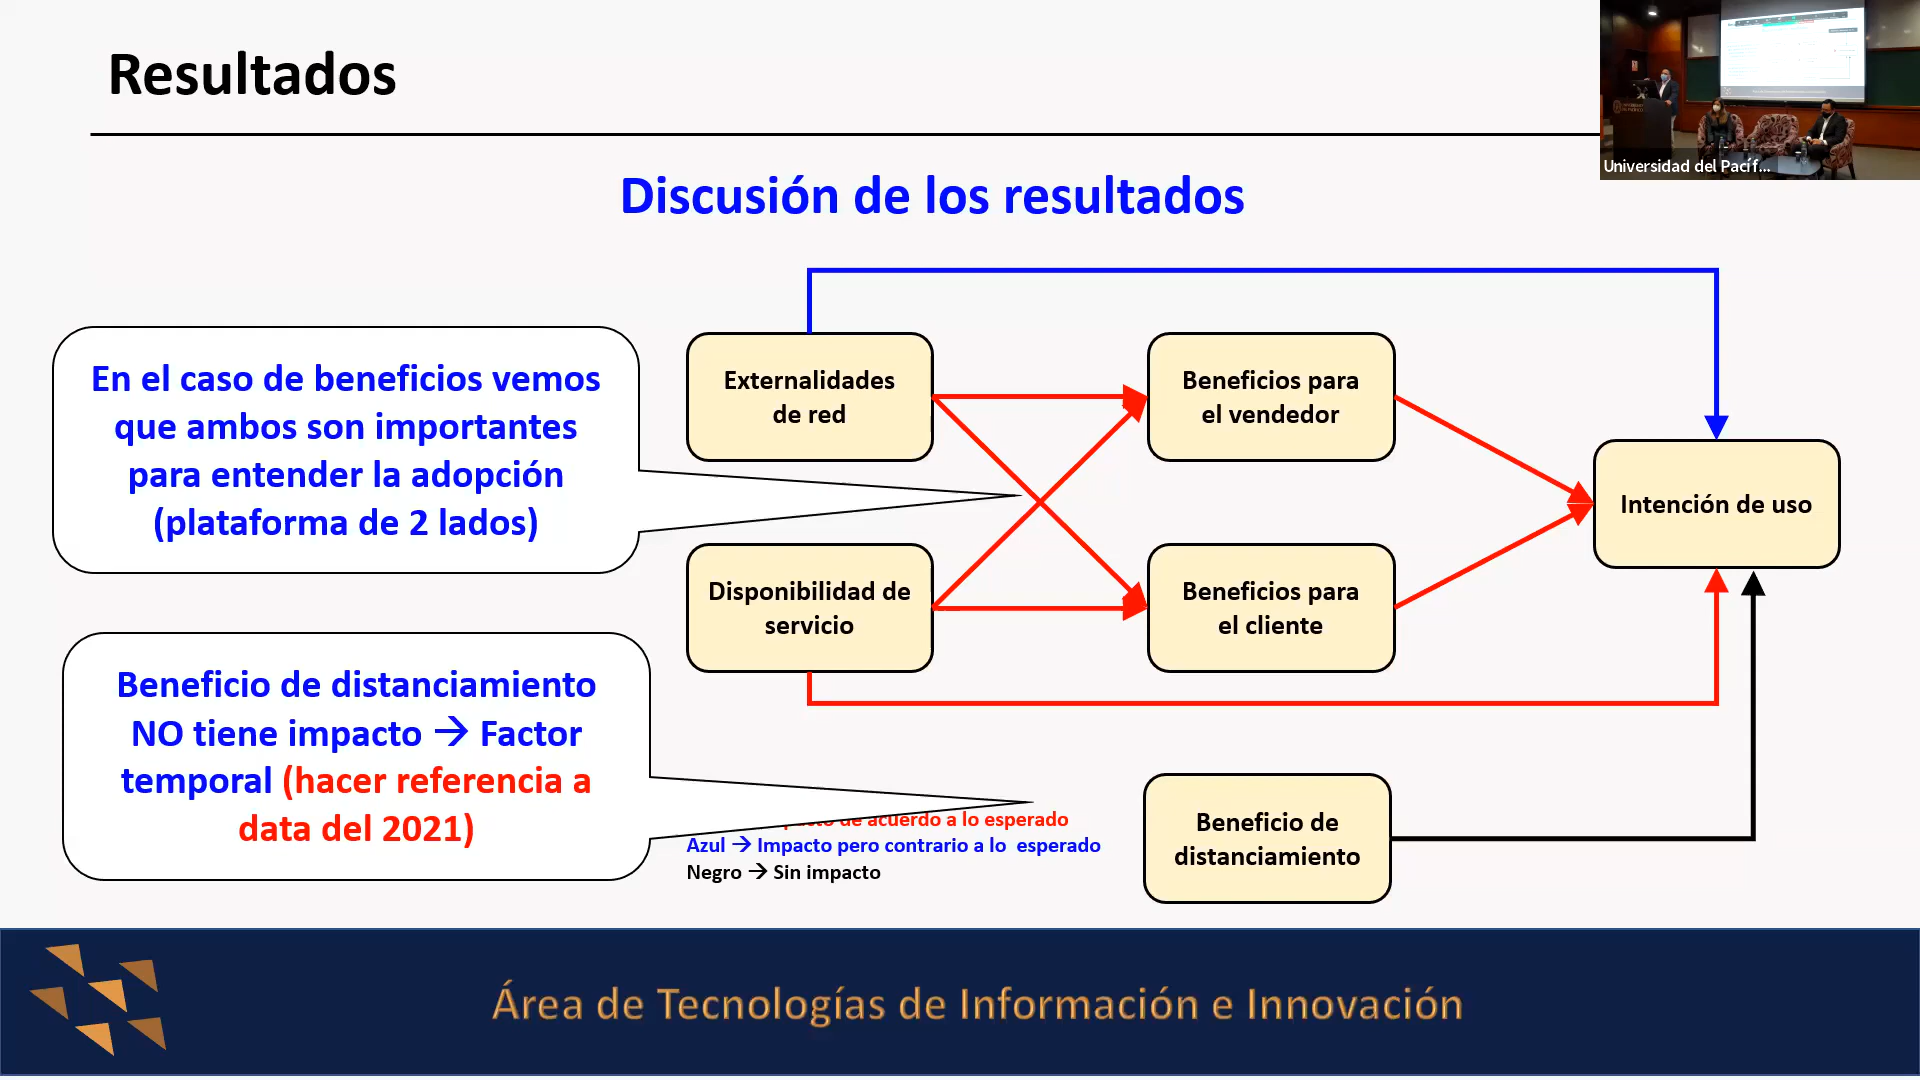 Resultados
Universidad del Pacíf...
Discusión de los resultados
En el caso de beneficios vemos
que ambos son importantes
para entender la adopción
(plataforma de 2 lados)
Externalidades
de red
Beneficios para
el vendedor
Intención de uso
Disponibilidad de
servicio
Beneficios para
el cliente
Beneficio de distanciamiento
NO tiene impacto → Factor
temporal (hacer referencia a
data del 2021)
de acuerdo a lo esperado
Azul → Impacto pero contrario a lo esperado
Negro → Sin impacto
Beneficio de
distanciamiento
Área de Tecnologías de Información e Innovación